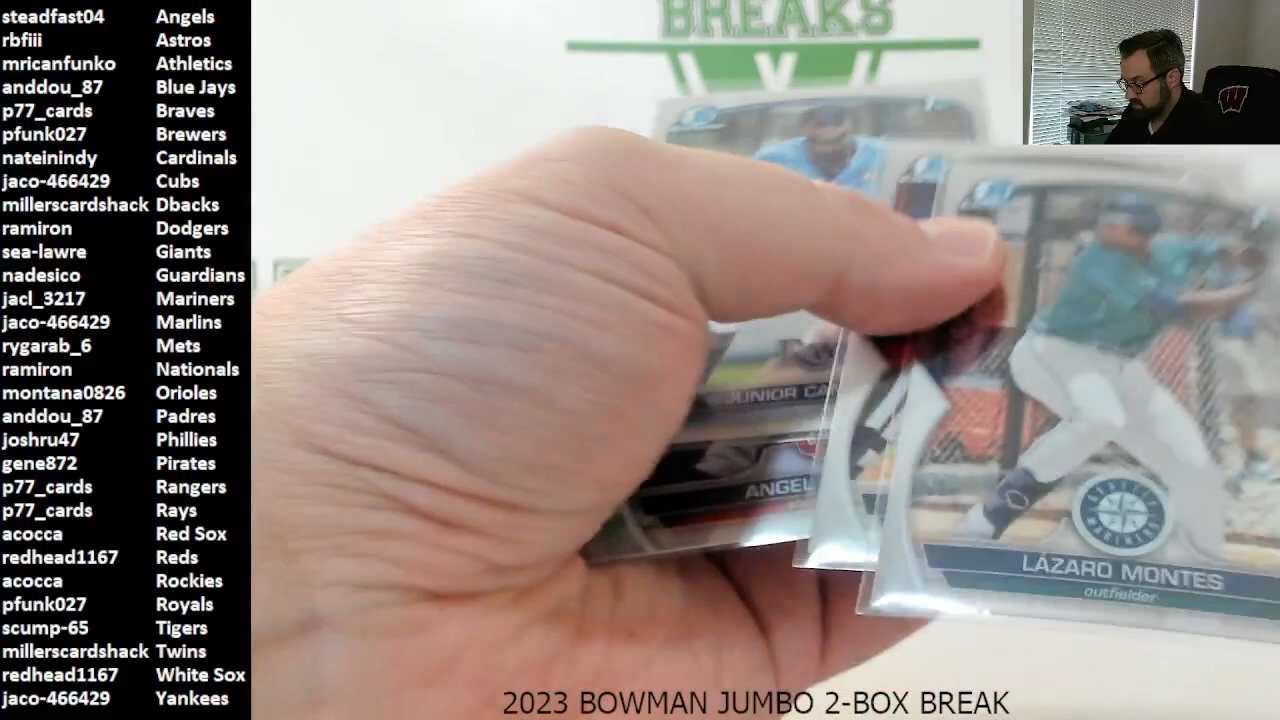 steadfast04 Angels
rbfiii Astros
mricanfunko Athletics
anddou_87 Blue Jays
p77_cards Braves
pfunk027 Brewers
nateinindy Cardinals
jaco-466429 Cubs
millerscardshack Dbacks
ramiron Dodgers
sea-lawre Giants
nadesico Guardians
jacl_3217 Mariners
jaco-466429 Marlins
rygarab_6 Mets
ramiron Nationals
montana0826 Orioles
anddou_87 Padres
joshru47 Phillies
gene872 Pirates
p77_cards Rangers
p77_cards Rays
acocca Red Sox
redhead1167 Reds
acocca Rockies
pfunk027 Royals
scump-65 Tigers
millerscardshack Twins
redhead1167 White Sox
jaco-466429 Yankees
BREAKS
W
JUNIOR CA
ANGEL
SEATTLE MARINERS
LÁZARO MONTES
outfielder
2023 BOWMAN JUMBO 2-BOX BREAK